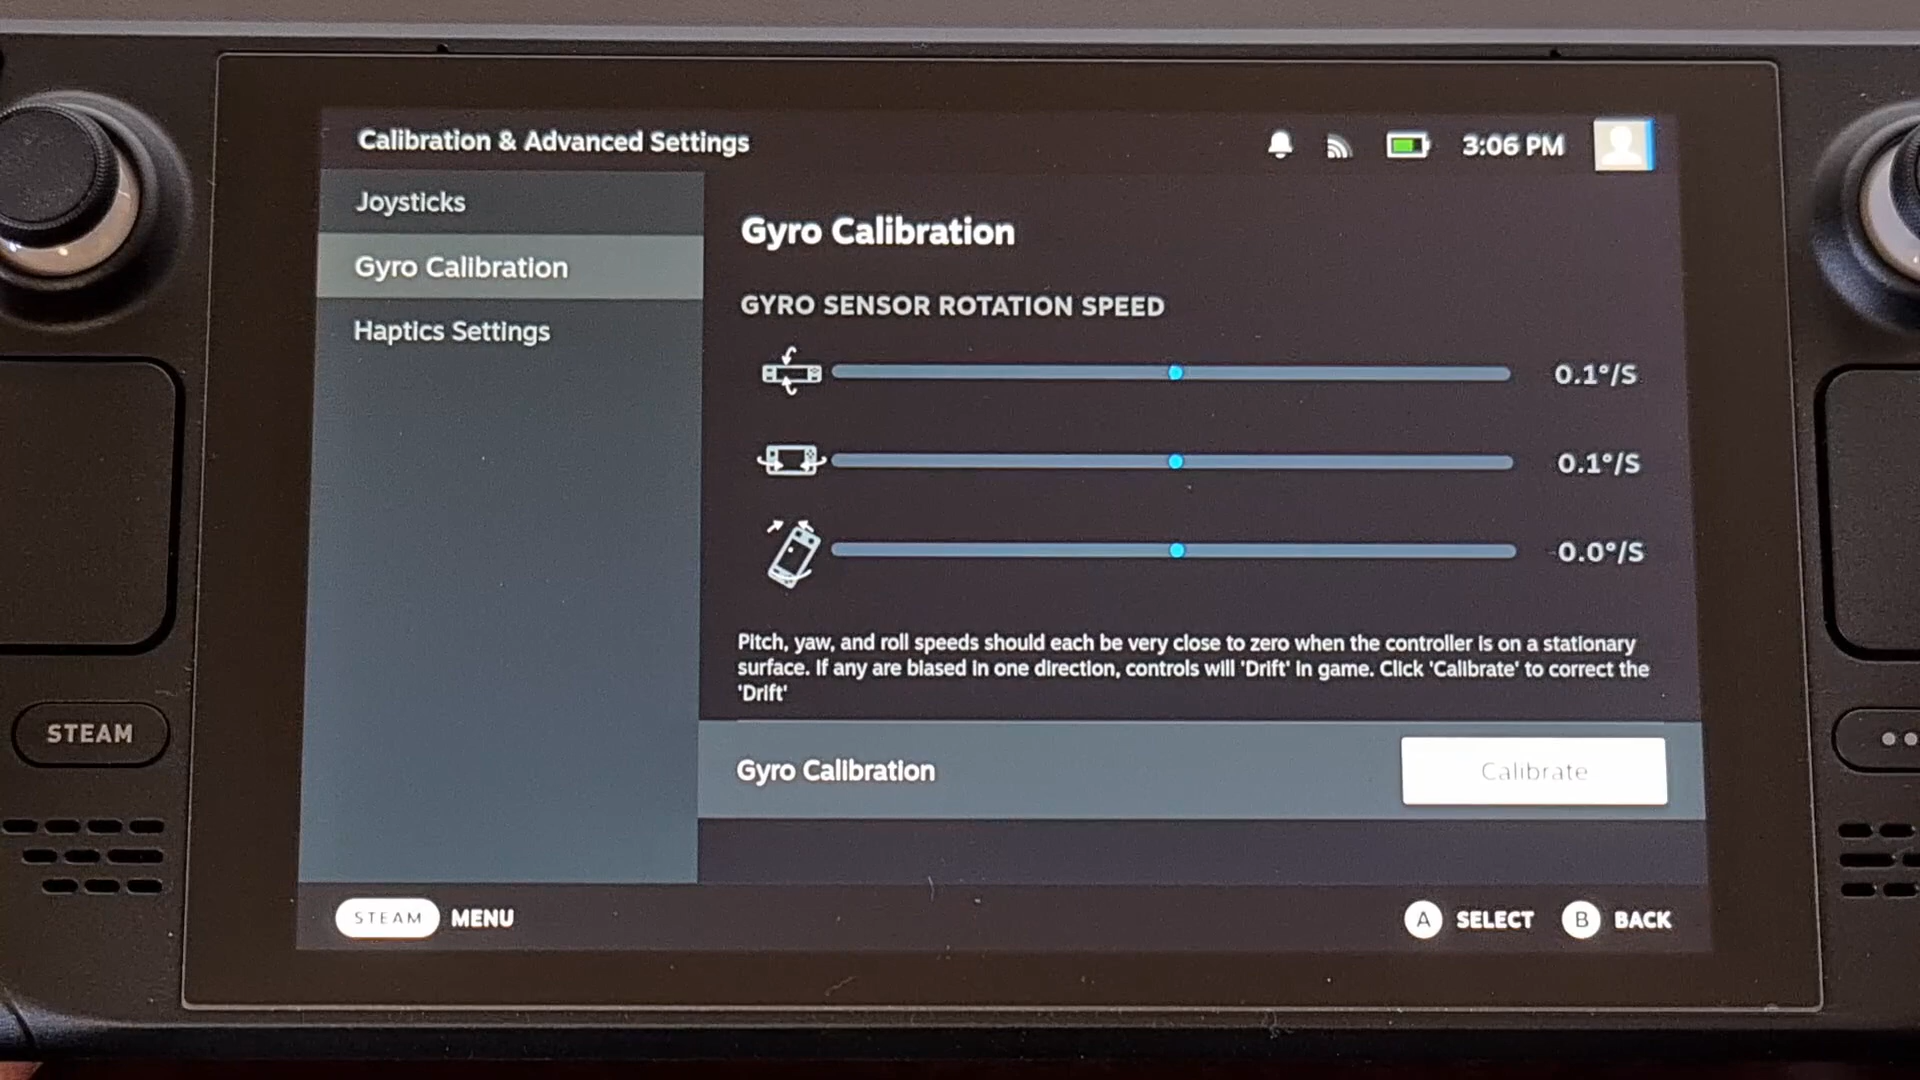 Calibration & Advanced Settings
3:06 PM
Joysticks
Gyro Calibration
Haptics Settings
Gyro Calibration
GYRO SENSOR ROTATION SPEED
0.1°/S
0.1°/S
-0.0°/S
Pitch, yaw, and roll speeds should each be very close to zero when the controller is on a stationary
surface. If any are biased in one direction, controls will 'Drift' in game. Click 'Calibrate' to correct the
'Drift'
STEAM
Gyro Calibration
Calibrate
STEAM MENU
A SELECT B BACK